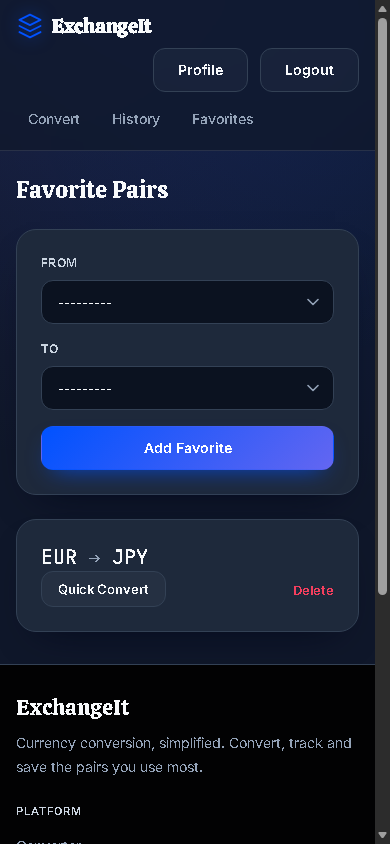 ExchangeIt
Profile
Logout
Convert
History
Favorites
Favorite Pairs
FROM
---------
TO
---------
Add Favorite
EUR → JPY
Quick Convert
Delete
ExchangeIt
Currency conversion, simplified. Convert, track and
save the pairs you use most.
PLATFORM